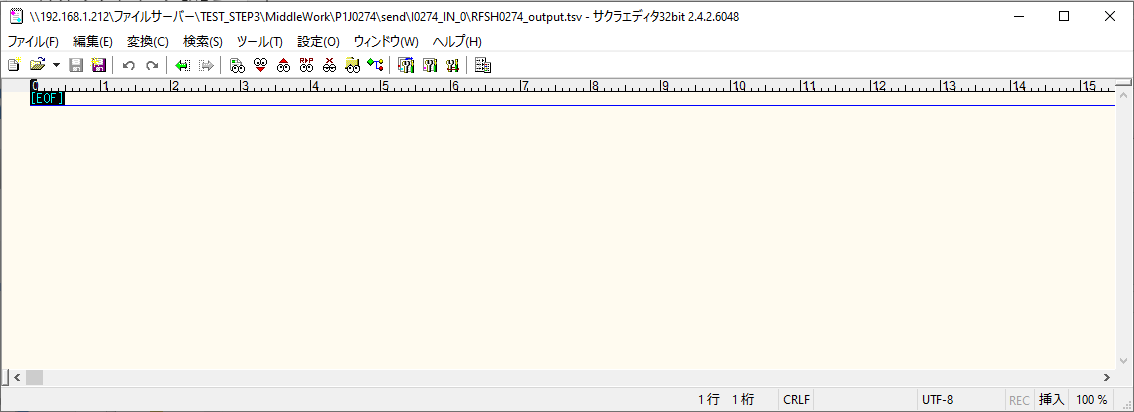 \\192.168.1.212\ファイルサーバー\TEST_STEP3\MiddleWork\P1J0274\send\I0274_IN_0\RFSH0274_output.tsv - サクラエディタ32bit 2.4.2.6048
ファイル(F) 編集(E) 変換(C) 検索(S) ツール(T) 設定(O) ウィンドウ(W) ヘルプ(H)
0 1 2 3 4 5 6 7 8 9 10 11 12 13 14 15
[EOF]
1 行 1 桁 CRLF UTF-8 REC 挿入 100 %